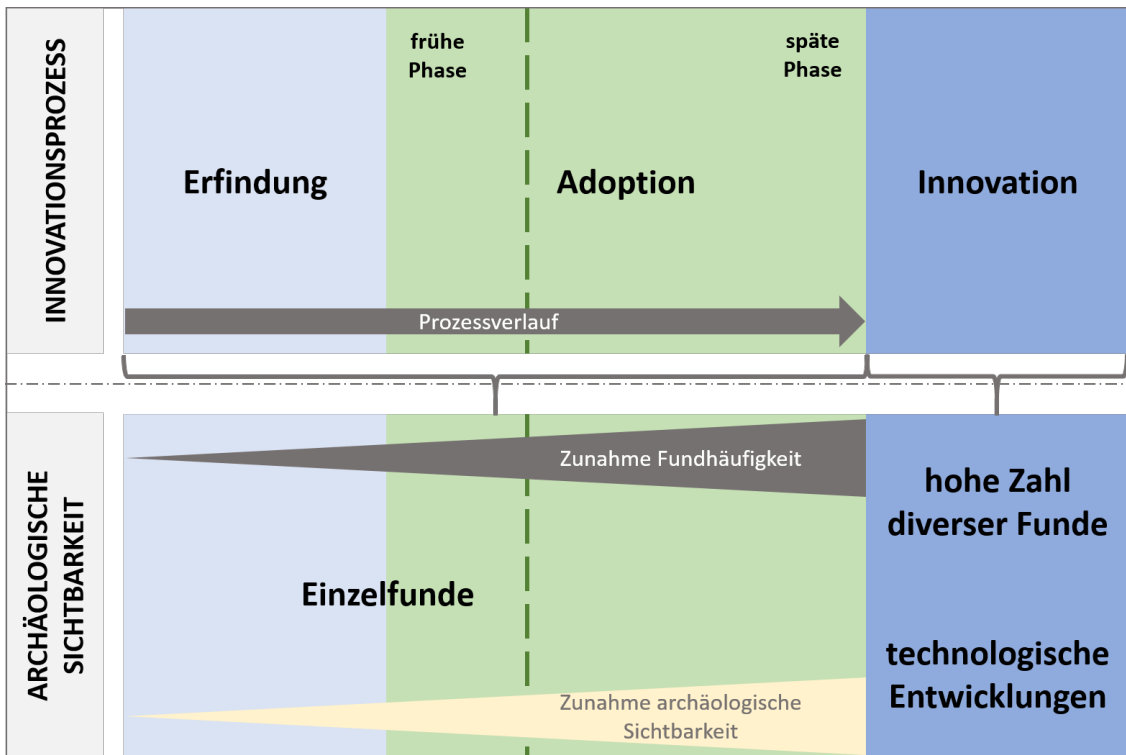 INNOVATIONSPROZESS
frühe
Phase
späte
Phase
Erfindung
Adoption
Innovation
Prozessverlauf
ARCHÄOLOGISCHE
SICHTBARKEIT
Zunahme Fundhäufigkeit
hohe Zahl
diverser Funde
Einzelfunde
technologische
Entwicklungen
Zunahme archäologische
Sichtbarkeit